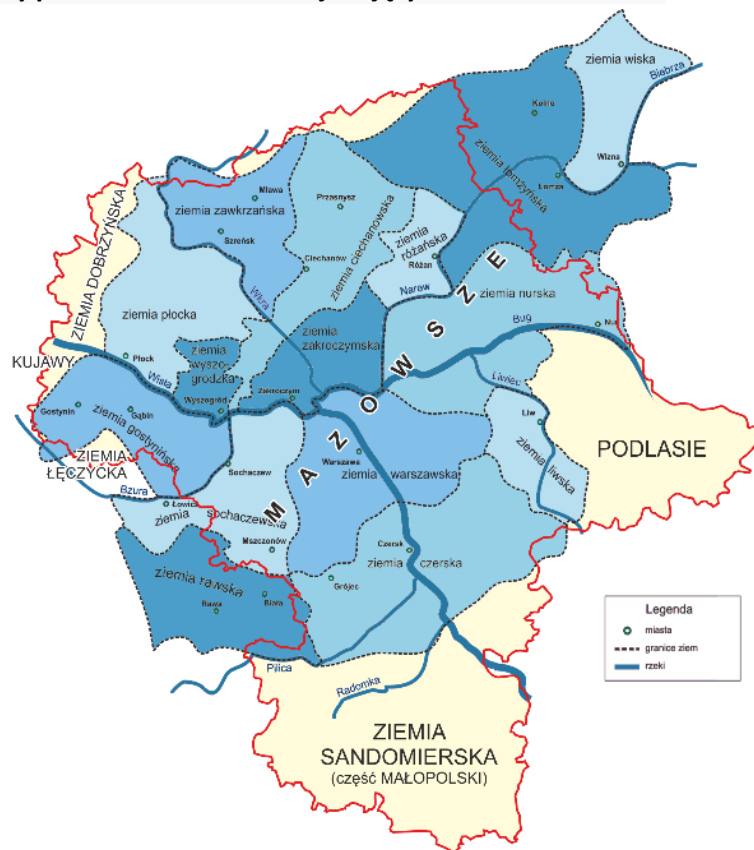 ziemia wiska
Biebrza
Kolno
ziemia łomżyńska
Wizna
Łomża
Mława
Przasnysz
ziemia zawkrzańska
Szreńsk
ziemia ciechanowska
Ciechanów
ziemia
różańska
Różan
ZIEMIA DOBRZYŃSKA
Narew
ziemia nurska
Wkra
ziemia płocka
Bug
Nur
ziemia
zakroczymska
KUJAWY
Płock
ziemia
wyszo-
grodzka
Wisła
Liwiec
Zakroczym
Gostynin
Gąbin
Wyszogród
ziemia gostynińska
Liw
MAZOWSZE
PODLASIE
ZIEMIA
ŁĘCZYCKA
Warszawa
Sochaczew
ziemia warszawska
ziemia liwska
Bzura
Łowicz
ziemia sochaczewska
Mszczonów
Czersk
ziemia czerska
ziemia rawska
Grójec
Biała
Rawa
Legenda
miasta
granice ziem
rzeki
Pilica
Radomka
ZIEMIA
SANDOMIERSKA
(część MAŁOPOLSKI)